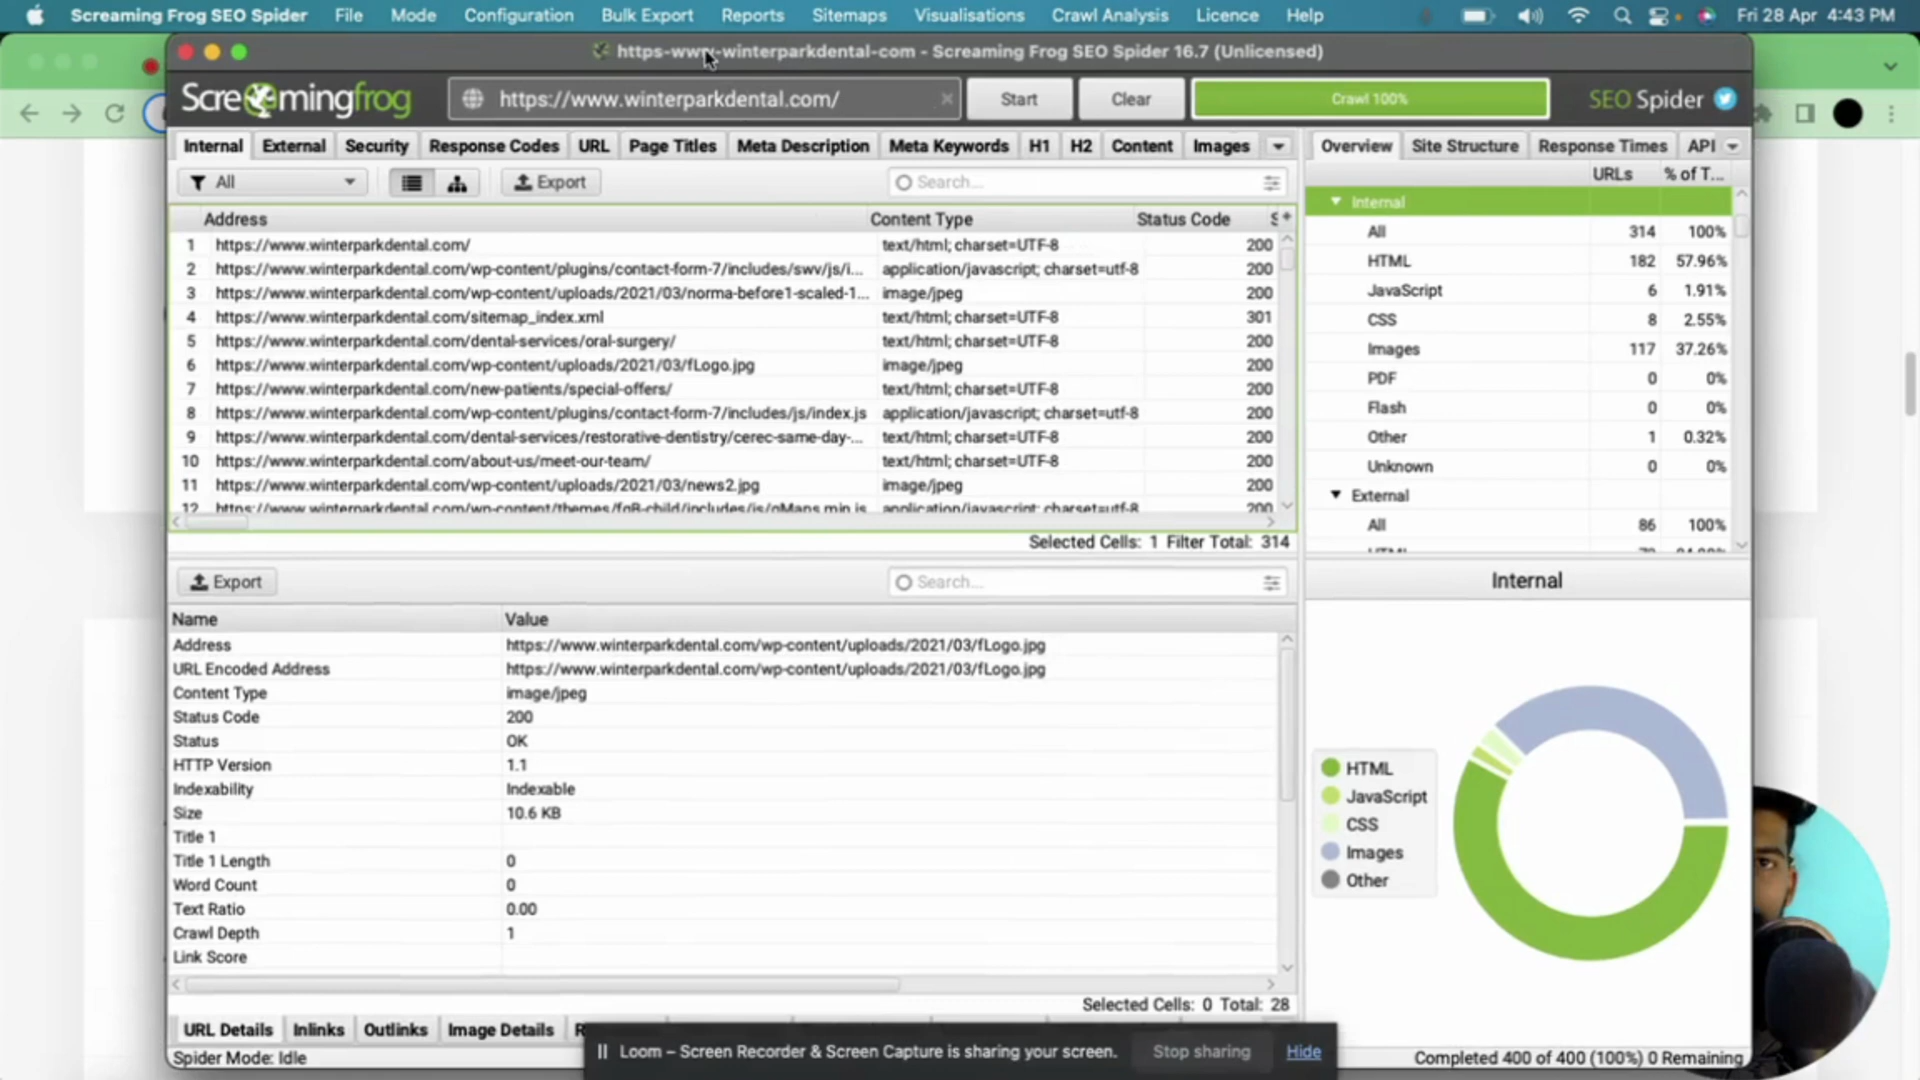 Screaming Frog SEO Spider File Mode Configuration Bulk Export Reports Sitemaps Visualisations Crawl Analysis Licence Help Fri 28 Apr 4:43 PM
https-www-winterparkdental-com - Screaming Frog SEO Spider 16.7 (Unlicensed)
Screamingfrog https://www.winterparkdental.com/ Start Clear Crawl 100% SEO Spider
Internal External Security Response Codes URL Page Titles Meta Description Meta Keywords H1 H2 Content Images
All Export Search...
Address Content Type Status Code S
1 https://www.winterparkdental.com/ text/html; charset=UTF-8 200
2 https://www.winterparkdental.com/wp-content/plugins/contact-form-7/includes/swv/js/i... application/javascript; charset=utf-8 200
3 https://www.winterparkdental.com/wp-content/uploads/2021/03/norma-before1-scaled-1... image/jpeg 200
4 https://www.winterparkdental.com/sitemap_index.xml text/html; charset=UTF-8 301
5 https://www.winterparkdental.com/dental-services/oral-surgery/ text/html; charset=UTF-8 200
6 https://www.winterparkdental.com/wp-content/uploads/2021/03/fLogo.jpg image/jpeg 200
7 https://www.winterparkdental.com/new-patients/special-offers/ text/html; charset=UTF-8 200
8 https://www.winterparkdental.com/wp-content/plugins/contact-form-7/includes/js/index.js application/javascript; charset=utf-8 200
9 https://www.winterparkdental.com/dental-services/restorative-dentistry/cerec-same-day-... text/html; charset=UTF-8 200
10 https://www.winterparkdental.com/about-us/meet-our-team/ text/html; charset=UTF-8 200
11 https://www.winterparkdental.com/wp-content/uploads/2021/03/news2.jpg image/jpeg 200
12 https://www.winterparkdental.com/wp-content/themes/fgB-child/includes/js/gMaps.min.js application/javascript; charset=utf-8 200
Selected Cells: 1 Filter Total: 314
Export Search...
Name Value
Address https://www.winterparkdental.com/wp-content/uploads/2021/03/fLogo.jpg
URL Encoded Address https://www.winterparkdental.com/wp-content/uploads/2021/03/fLogo.jpg
Content Type image/jpeg
Status Code 200
Status OK
HTTP Version 1.1
Indexability Indexable
Size 10.6 KB
Title 1
Title 1 Length 0
Word Count 0
Text Ratio 0.00
Crawl Depth 1
Link Score
Selected Cells: 0 Total: 28
URL Details Inlinks Outlinks Image Details R
Spider Mode: Idle
Overview Site Structure Response Times API
URLs % of T...
Internal
All 314 100%
HTML 182 57.96%
JavaScript 6 1.91%
CSS 8 2.55%
Images 117 37.26%
PDF 0 0%
Flash 0 0%
Other 1 0.32%
Unknown 0 0%
External
All 86 100%
Internal
HTML
JavaScript
CSS
Images
Other
Loom – Screen Recorder & Screen Capture is sharing your screen. Stop sharing Hide
Completed 400 of 400 (100%) 0 Remaining